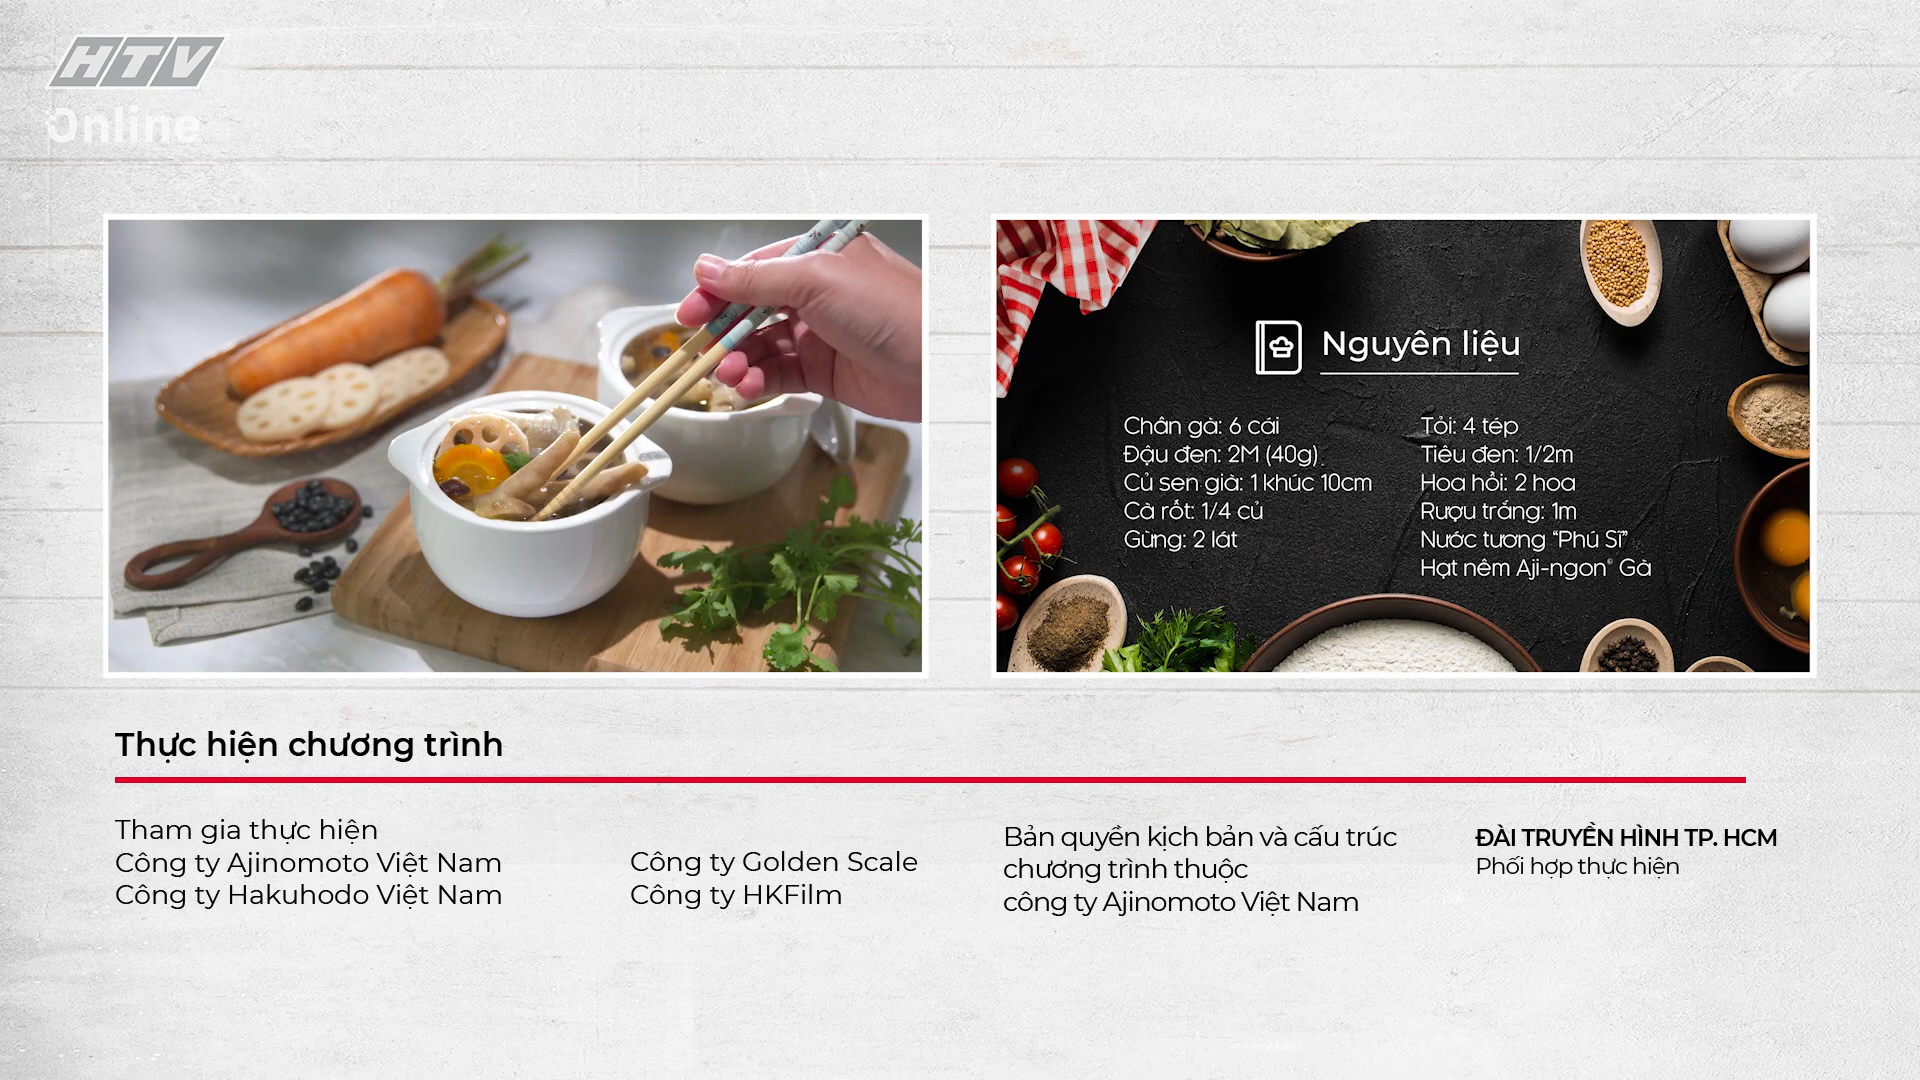 HTV
Online
Nguyên liệu
Chân gà: 6 cái
Đậu đen: 2M (40g)
Củ sen già: 1 khúc 10cm
Cà rốt: 1/4 củ
Gừng: 2 lát
Tỏi: 4 tép
Tiêu đen: 1/2m
Hoa hồi: 2 hoa
Rượu trắng: 1m
Nước tương “Phú Sĩ”
Hạt nêm Aji-ngon® Gà
Thực hiện chương trình
Tham gia thực hiện
Công ty Ajinomoto Việt Nam
Công ty Hakuhodo Việt Nam
Công ty Golden Scale
Công ty HKFilm
Bản quyền kịch bản và cấu trúc
chương trình thuộc
công ty Ajinomoto Việt Nam
ĐÀI TRUYỀN HÌNH TP. HCM
Phối hợp thực hiện